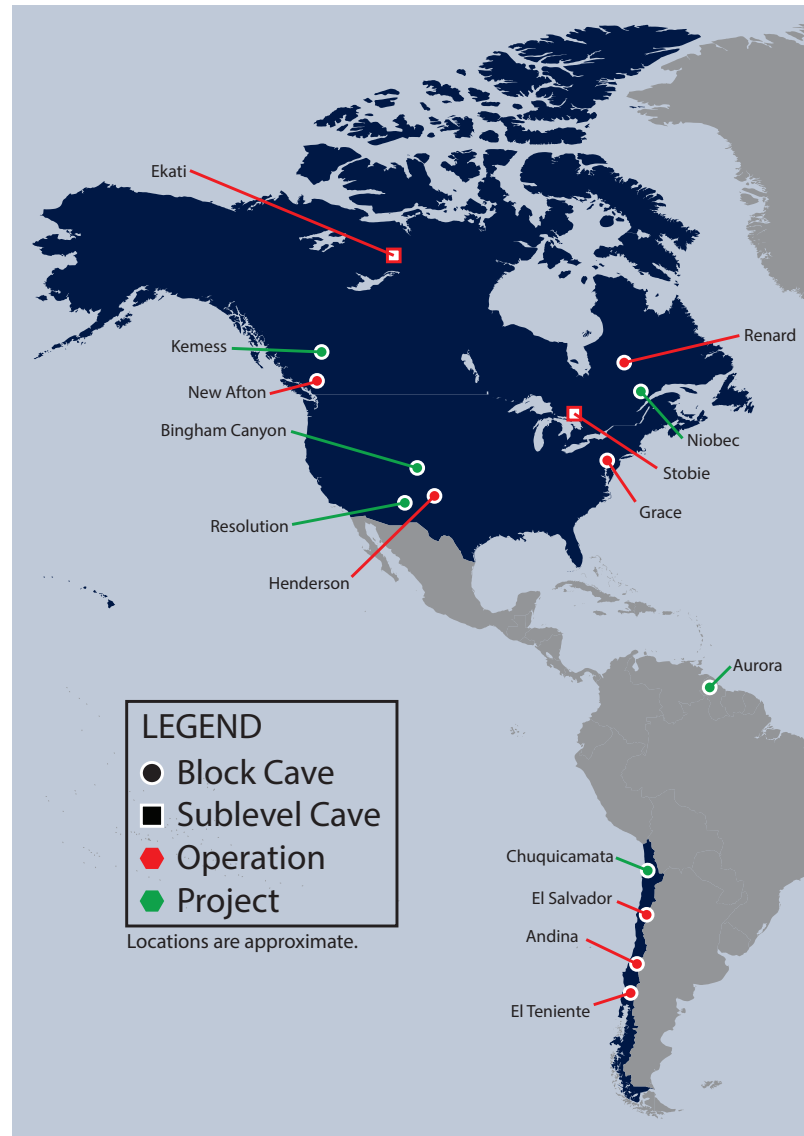 Ekati
Renard
Kemess
New Afton
Bingham Canyon
Niobec
Stobie
Grace
Resolution
Henderson
Aurora
LEGEND
Block Cave
Sublevel Cave
Operation
Project
Locations are approximate.
Chuquicamata
El Salvador
Andina
El Teniente